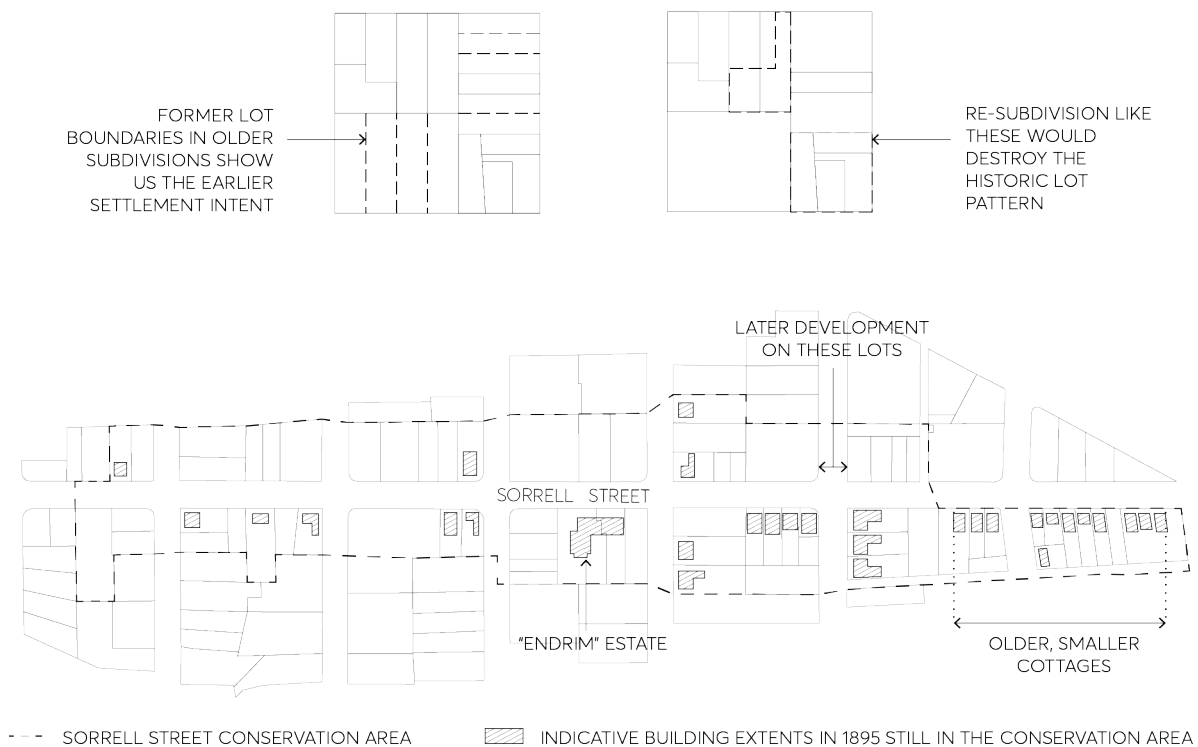 FORMER LOT
BOUNDARIES IN OLDER
SUBDIVISIONS SHOW
US THE EARLIER
SETTLEMENT INTENT
RE-SUBDIVISION LIKE
THESE WOULD
DESTROY THE
HISTORIC LOT
PATTERN
LATER DEVELOPMENT
ON THESE LOTS
SORRELL STREET
"ENDRIM" ESTATE
OLDER, SMALLER
COTTAGES
SORRELL STREET CONSERVATION AREA
INDICATIVE BUILDING EXTENTS IN 1895 STILL IN THE CONSERVATION AREA